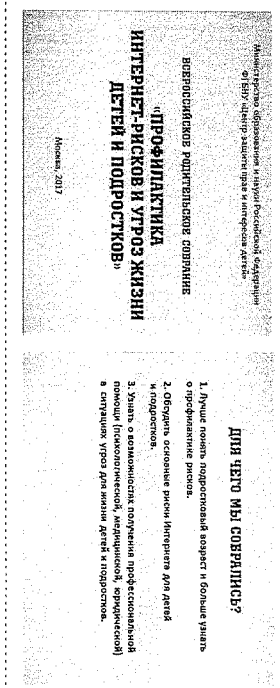 Министерство образования и науки Российской Федерации
ФГБНУ «Центр защиты прав и интересов детей»
ВСЕРОССИЙСКОЕ РОДИТЕЛЬСКОЕ СОБРАНИЕ
«ПРОФИЛАКТИКА
ИНТЕРНЕТ-РИСКОВ И УГРОЗ ЖИЗНИ
ДЕТЕЙ И ПОДРОСТКОВ»
Москва, 2017
ДЛЯ ЧЕГО МЫ СОБРАЛИСЬ?
1. Лучше понять подростковый возраст и больше узнать
о профилактике рисков.
2. Обсудить основные риски Интернета для детей
и подростков.
3. Узнать о возможностях получения профессиональной
помощи (психологической, медицинской, юридической)
в ситуациях угроз для жизни детей и подростков.